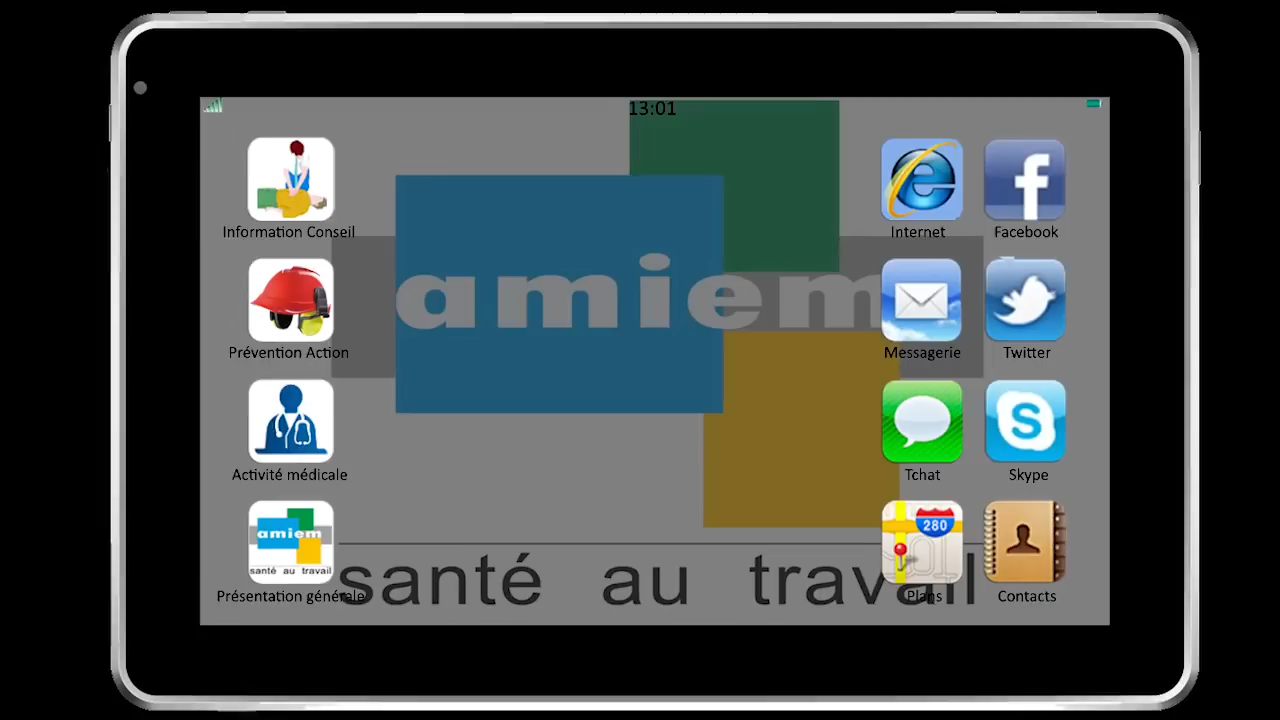 13:01
Information Conseil
Internet
Facebook
amiem
Prévention Action
Messagerie
Twitter
Activité médicale
Tchat
Skype
280
amiem
santé au travail
santé au travail
Présentation générale
Plans
Contacts